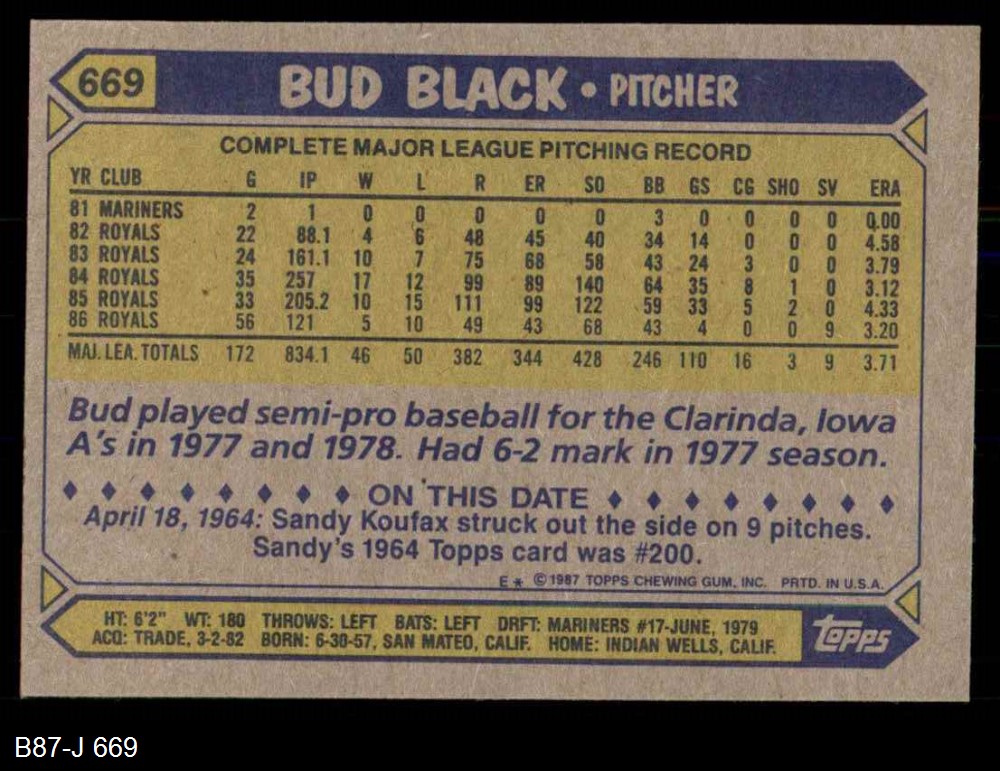 669 BUD BLACK • PITCHER
COMPLETE MAJOR LEAGUE PITCHING RECORD
YR CLUB G IP W L R ER SO BB GS CG SHO SV ERA
81 MARINERS 2 1 0 0 0 0 0 3 0 0 0 0 0.00
82 ROYALS 22 88.1 4 6 48 45 40 34 14 0 0 0 4.58
83 ROYALS 24 161.1 10 7 75 68 58 43 24 3 0 0 3.79
84 ROYALS 35 257 17 12 99 89 140 64 35 8 1 0 3.12
85 ROYALS 33 205.2 10 15 111 99 122 59 33 5 2 0 4.33
86 ROYALS 56 121 5 10 49 43 68 43 4 0 0 9 3.20
MAJ. LEA. TOTALS 172 834.1 46 50 382 344 428 246 110 16 3 9 3.71
Bud played semi-pro baseball for the Clarinda, Iowa
A's in 1977 and 1978. Had 6-2 mark in 1977 season.
♦ ♦ ♦ ♦ ♦ ♦ ♦ ♦ ON THIS DATE ♦ ♦ ♦ ♦ ♦ ♦ ♦ ♦
April 18, 1964: Sandy Koufax struck out the side on 9 pitches.
Sandy's 1964 Topps card was #200.
E* ©1987 TOPPS CHEWING GUM, INC. PRTD. IN U.S.A.
HT: 6'2" WT: 180 THROWS: LEFT BATS: LEFT DRFT: MARINERS #17-JUNE, 1979
ACQ: TRADE, 3-2-82 BORN: 6-30-57, SAN MATEO, CALIF. HOME: INDIAN WELLS, CALIF.
topps
B87-J 669